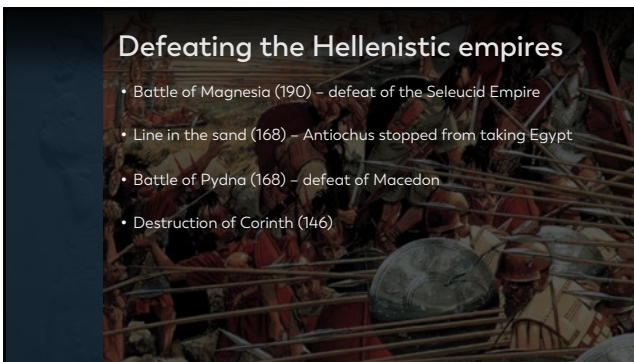 Defeating the Hellenistic empires
• Battle of Magnesia (190) – defeat of the Seleucid Empire
• Line in the sand (168) – Antiochus stopped from taking Egypt
• Battle of Pydna (168) – defeat of Macedon
• Destruction of Corinth (146)